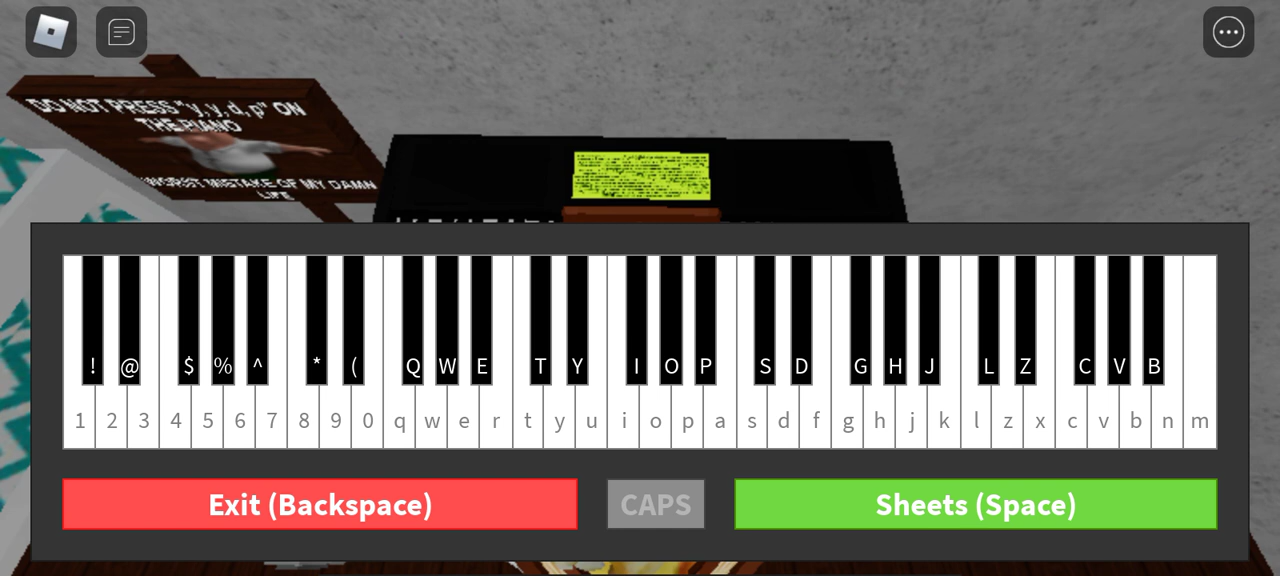 DO NOT PRESS "y,y,d,p" ON
THE PIANO
WORST MISTAKE OF MY DAMN
LIFE
! @ $ % ^ * ( Q W E T Y I O P S D G H J L Z C V B
1 2 3 4 5 6 7 8 9 0 q w e r t y u i o p a s d f g h j k l z x c v b n m
Exit (Backspace)
CAPS
Sheets (Space)